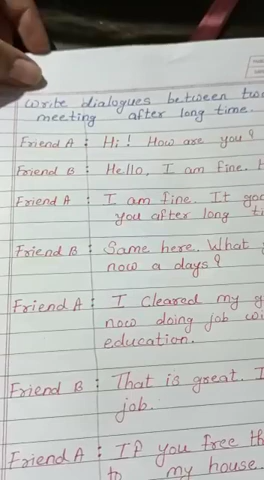 Write dialogues between two
meeting after long time.
Friend A : Hi! How are you?
Friend B : Hello, I am fine.
Friend A : I am fine. It
you after long
Friend B : Same here. What
now a days?
Friend A : I cleared my
now doing job
education.
Friend B : That is great.
job.
Friend A : If you free
to my house.